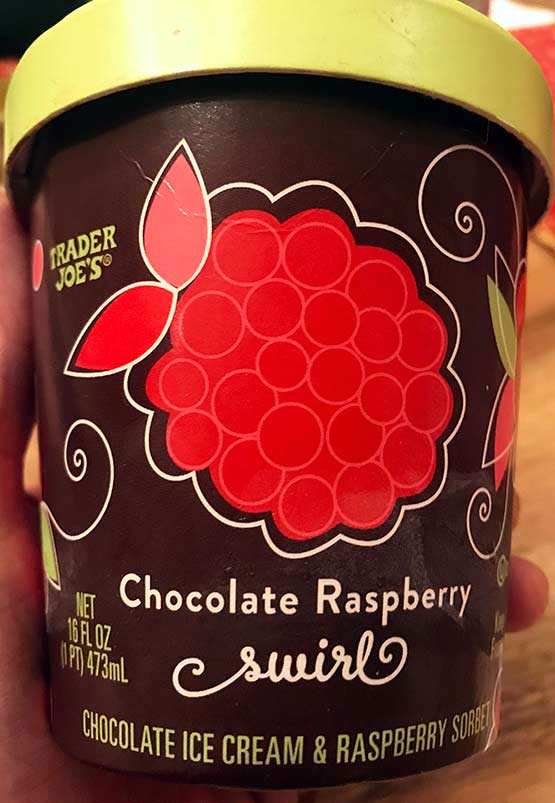 TRADER
JOE'S®
Chocolate Raspberry
swirl
NET
16 FL OZ
(1 PT) 473mL
CHOCOLATE ICE CREAM & RASPBERRY SORBET